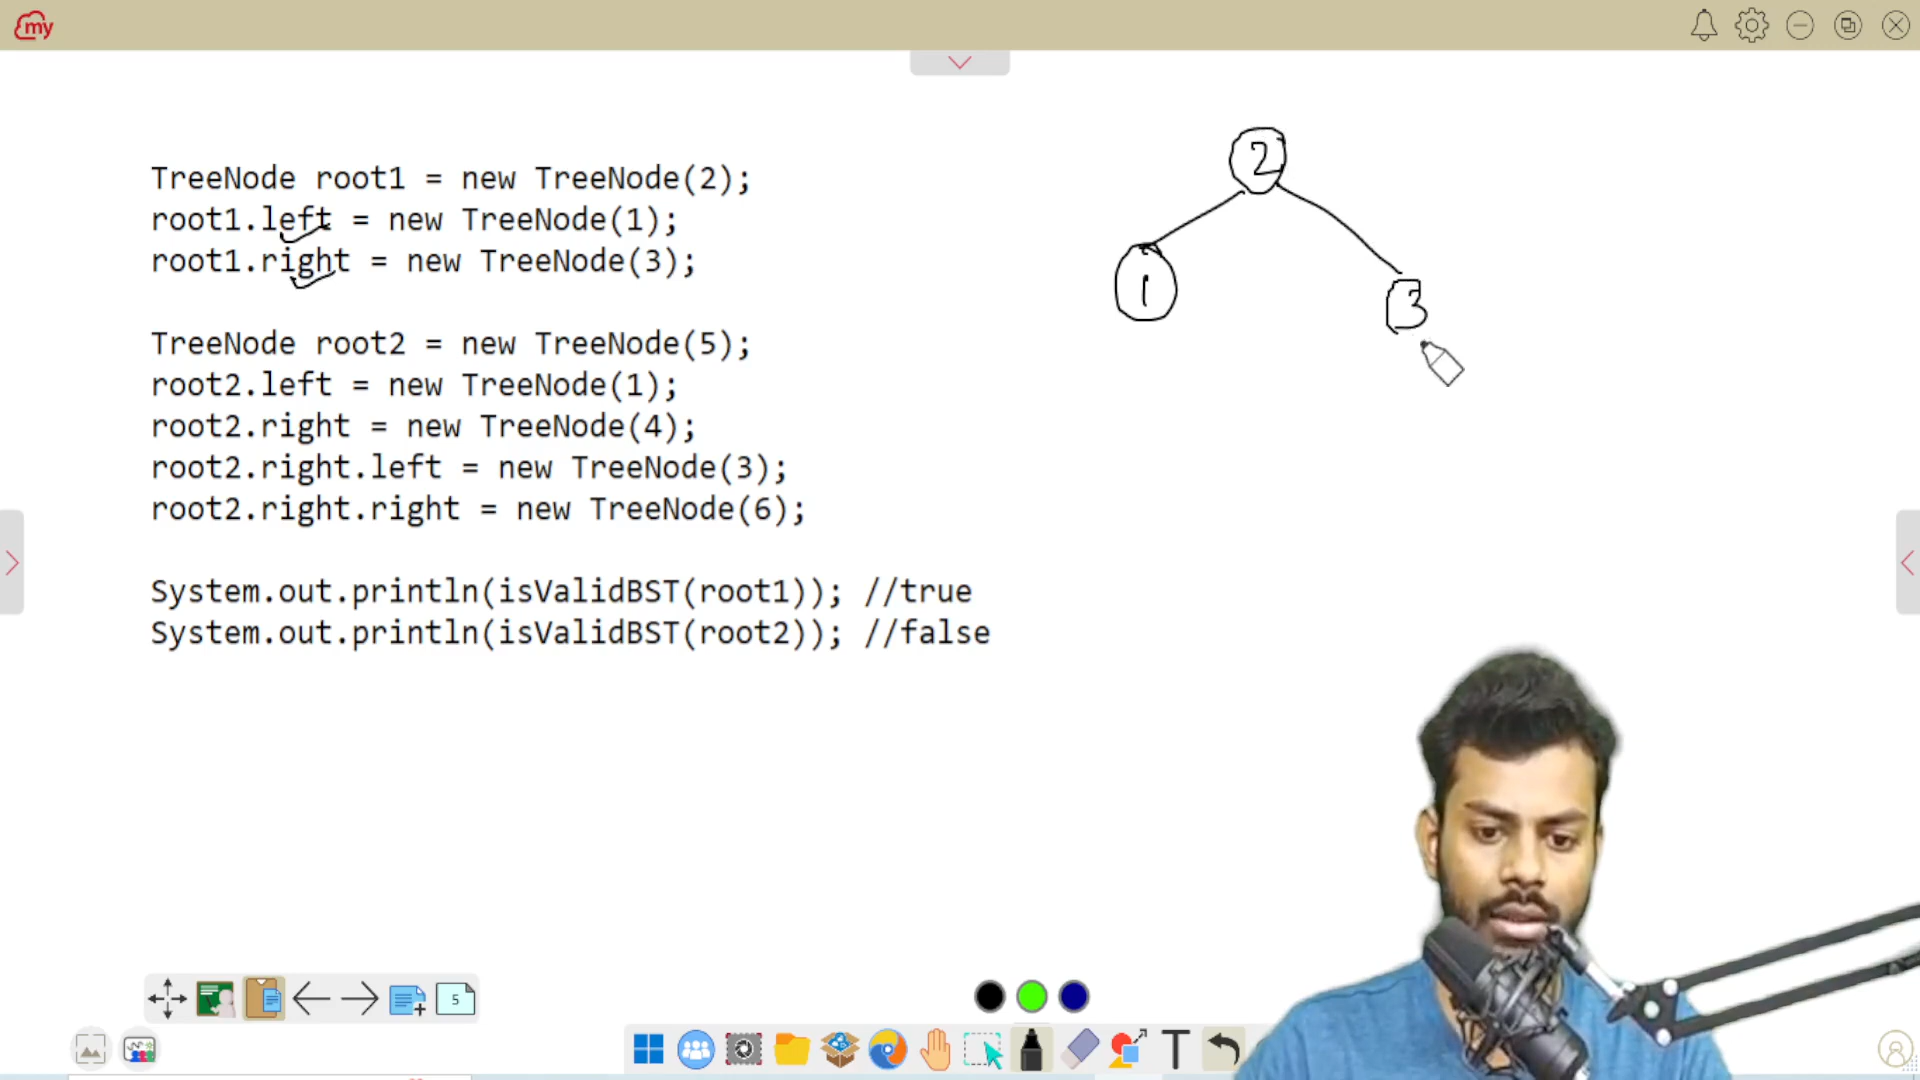 my
TreeNode root1 = new TreeNode(2);
root1.left = new TreeNode(1);
root1.right = new TreeNode(3);
TreeNode root2 = new TreeNode(5);
root2.left = new TreeNode(1);
root2.right = new TreeNode(4);
root2.right.left = new TreeNode(3);
root2.right.right = new TreeNode(6);
System.out.println(isValidBST(root1)); //true
System.out.println(isValidBST(root2)); //false
2
1
3
5
T